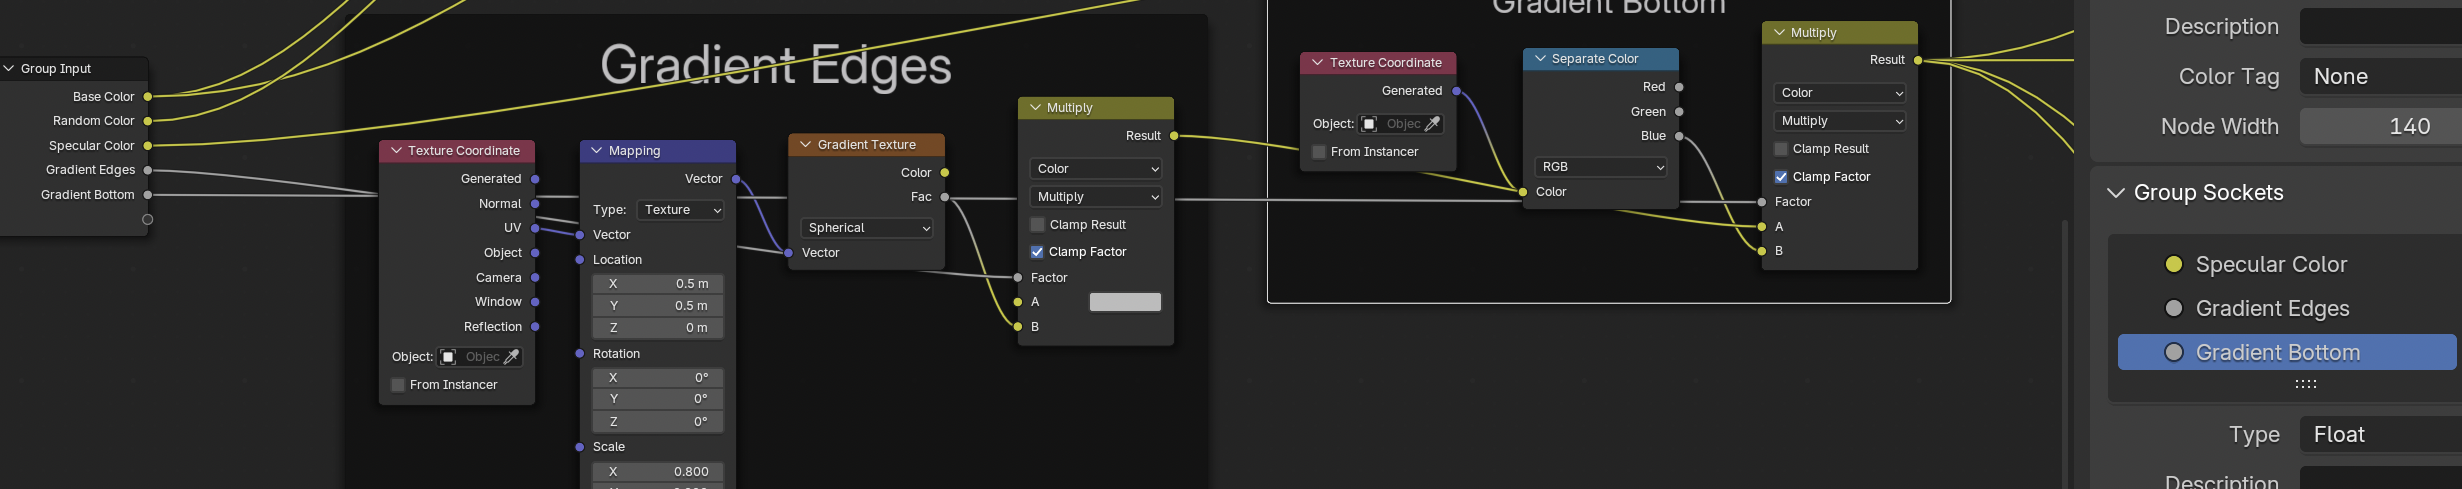 Group Input
Base Color
Random Color
Specular Color
Gradient Edges
Gradient Bottom
Gradient Edges
Texture Coordinate
Generated
Normal
UV
Object
Camera
Window
Reflection
Object: Objec
From Instancer
Mapping
Vector
Type: Texture
Vector
Location
X 0.5 m
Y 0.5 m
Z 0 m
Rotation
X 0°
Y 0°
Z 0°
Scale
X 0.800
Gradient Texture
Color
Fac
Spherical
Vector
Multiply
Result
Color
Multiply
Clamp Result
Clamp Factor
Factor
A
B
Gradient Bottom
Texture Coordinate
Generated
Object: Objec
From Instancer
Separate Color
Red
Green
Blue
RGB
Color
Multiply
Result
Color
Multiply
Clamp Result
Clamp Factor
Factor
A
B
Description
Color Tag None
Node Width 140
Group Sockets
Specular Color
Gradient Edges
Gradient Bottom
Type Float
Description